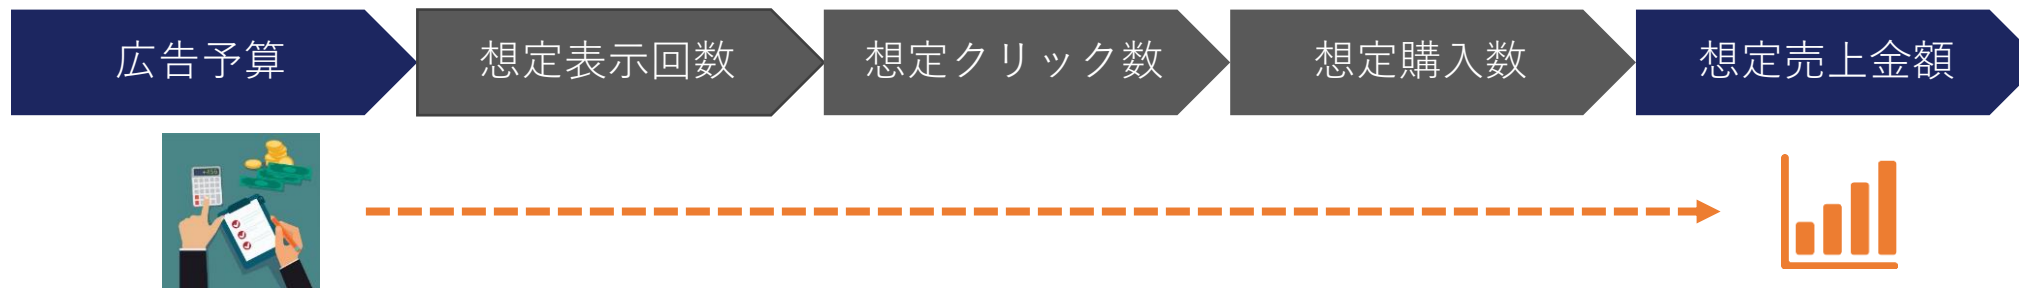 広告予算
想定表示回数
想定クリック数
想定購入数
想定売上金額